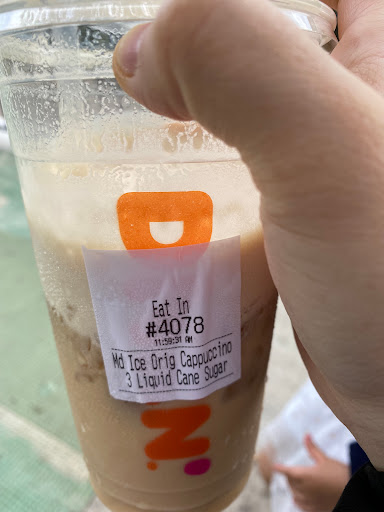 D
Eat In
#4078
11:59:31 AM
Md Ice Orig Cappuccino
3 Liquid Cane Sugar
N